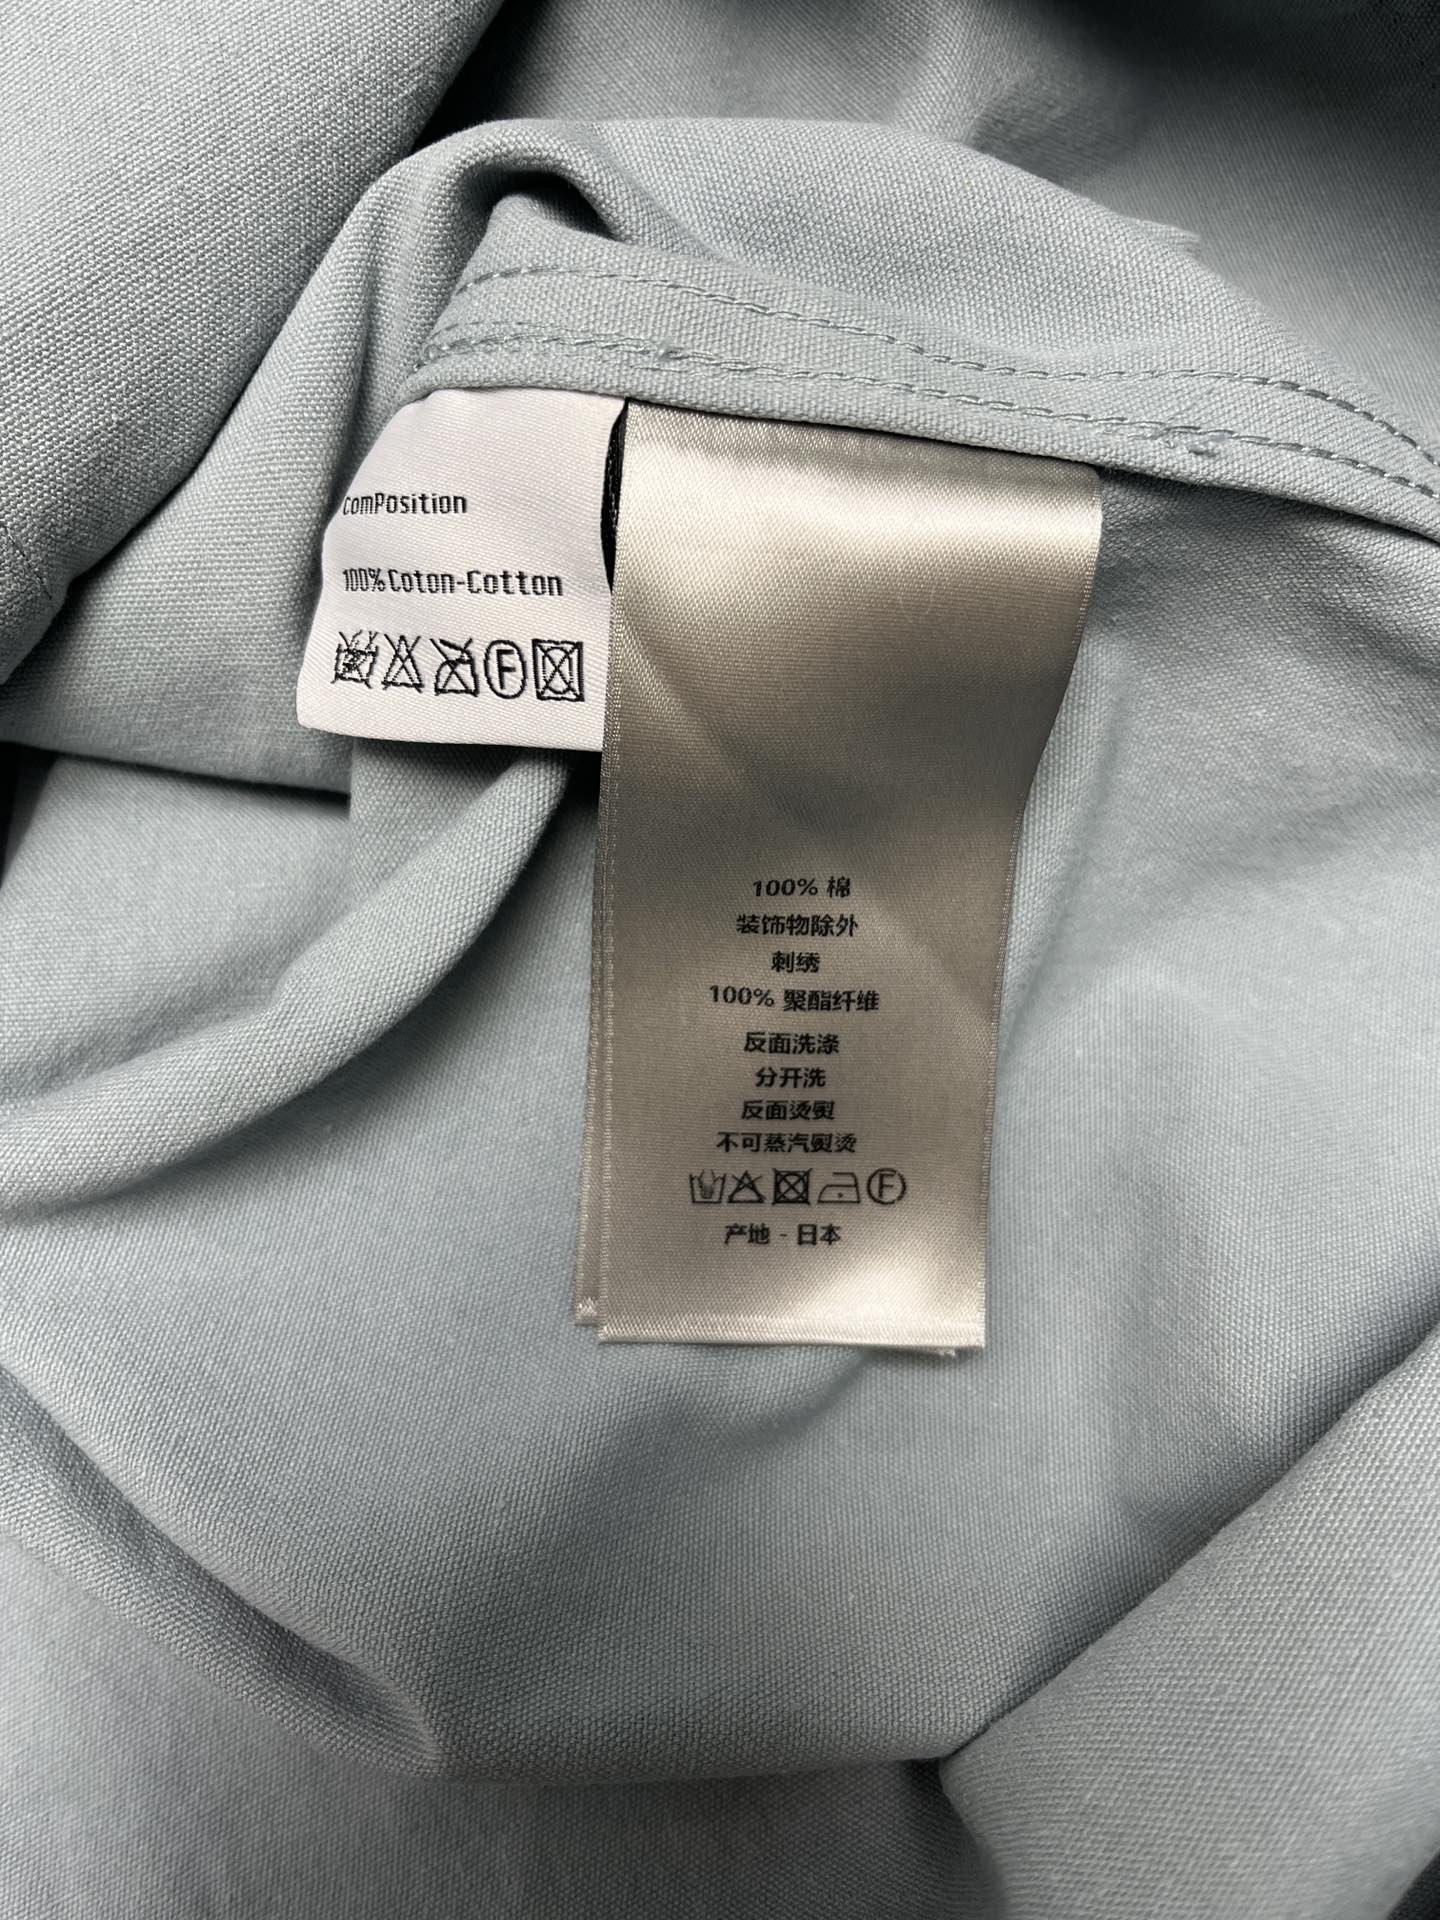 comPosition
100% Coton-Cotton
F
100% 棉
装饰物除外
刺绣
100% 聚酯纤维
反面洗涤
分开洗
反面烫熨
不可蒸汽熨烫
F
产地 - 日本